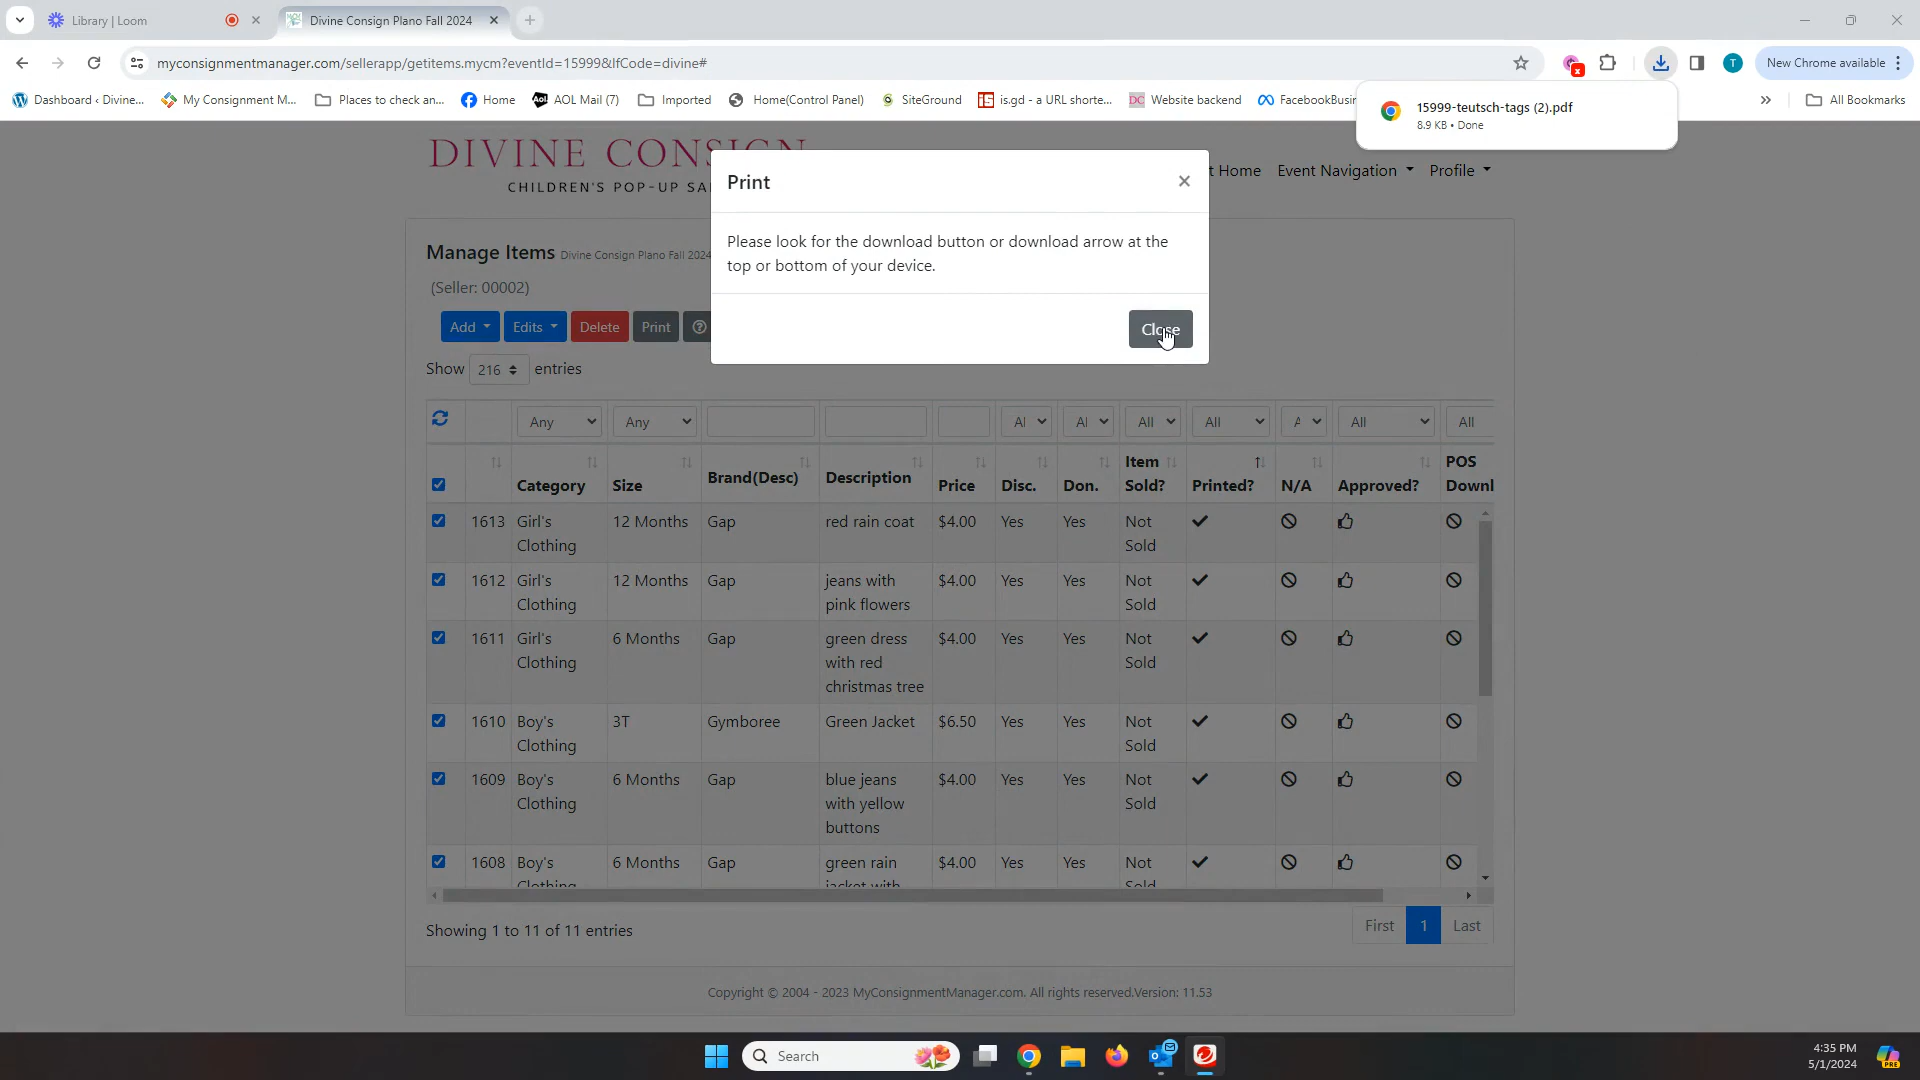 Library | Loom
Divine Consign Plano Fall 2024
myconsignmentmanager.com/sellerapp/getitems.mycm?eventId=15999&lfCode=divine#
T
New Chrome available
Dashboard ‹ Divine...
My Consignment M...
Places to check an...
Home
AOL Mail (7)
Imported
Home(Control Panel)
SiteGround
is.gd - a URL shorte...
DC Website backend
FacebookBusin
All Bookmarks
15999-teutsch-tags (2).pdf
8.9 KB • Done
DIVINE CONSIGN
CHILDREN'S POP-UP SA
t Home
Event Navigation
Profile
Print
Please look for the download button or download arrow at the
top or bottom of your device.
Close
Manage Items Divine Consign Plano Fall 2024
(Seller: 00002)
Add
Edits
Delete
Print
Show 216 entries
Any
Any
Al
Al
All
All
All
All
Category
Size
Brand(Desc)
Description
Price
Disc.
Don.
Item
Sold?
Printed?
N/A
Approved?
POS
Downl
1613 Girl's Clothing 12 Months Gap red rain coat $4.00 Yes Yes Not Sold
1612 Girl's Clothing 12 Months Gap jeans with pink flowers $4.00 Yes Yes Not Sold
1611 Girl's Clothing 6 Months Gap green dress with red christmas tree $4.00 Yes Yes Not Sold
1610 Boy's Clothing 3T Gymboree Green Jacket $6.50 Yes Yes Not Sold
1609 Boy's Clothing 6 Months Gap blue jeans with yellow buttons $4.00 Yes Yes Not Sold
1608 Boy's Clothing 6 Months Gap green rain jacket with $4.00 Yes Yes Not Sold
Showing 1 to 11 of 11 entries
First
1
Last
Copyright © 2004 - 2023 MyConsignmentManager.com. All rights reserved.Version: 11.53
Search
4:35 PM
5/1/2024
PRE